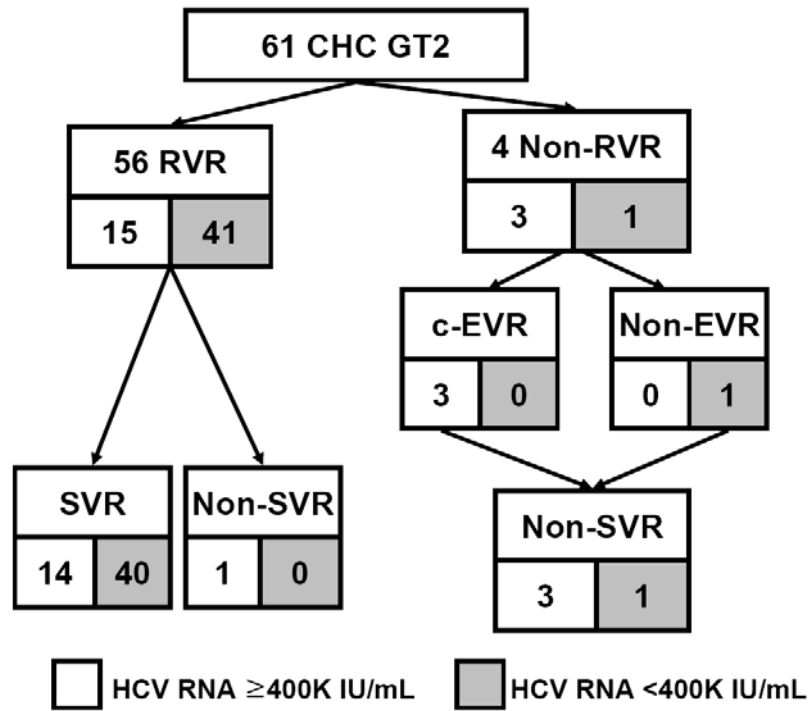 61 CHC GT2
56 RVR
15 41
4 Non-RVR
3 1
c-EVR
3 0
Non-EVR
0 1
SVR
14 40
Non-SVR
1 0
Non-SVR
3 1
HCV RNA ≥400K IU/mL
HCV RNA <400K IU/mL